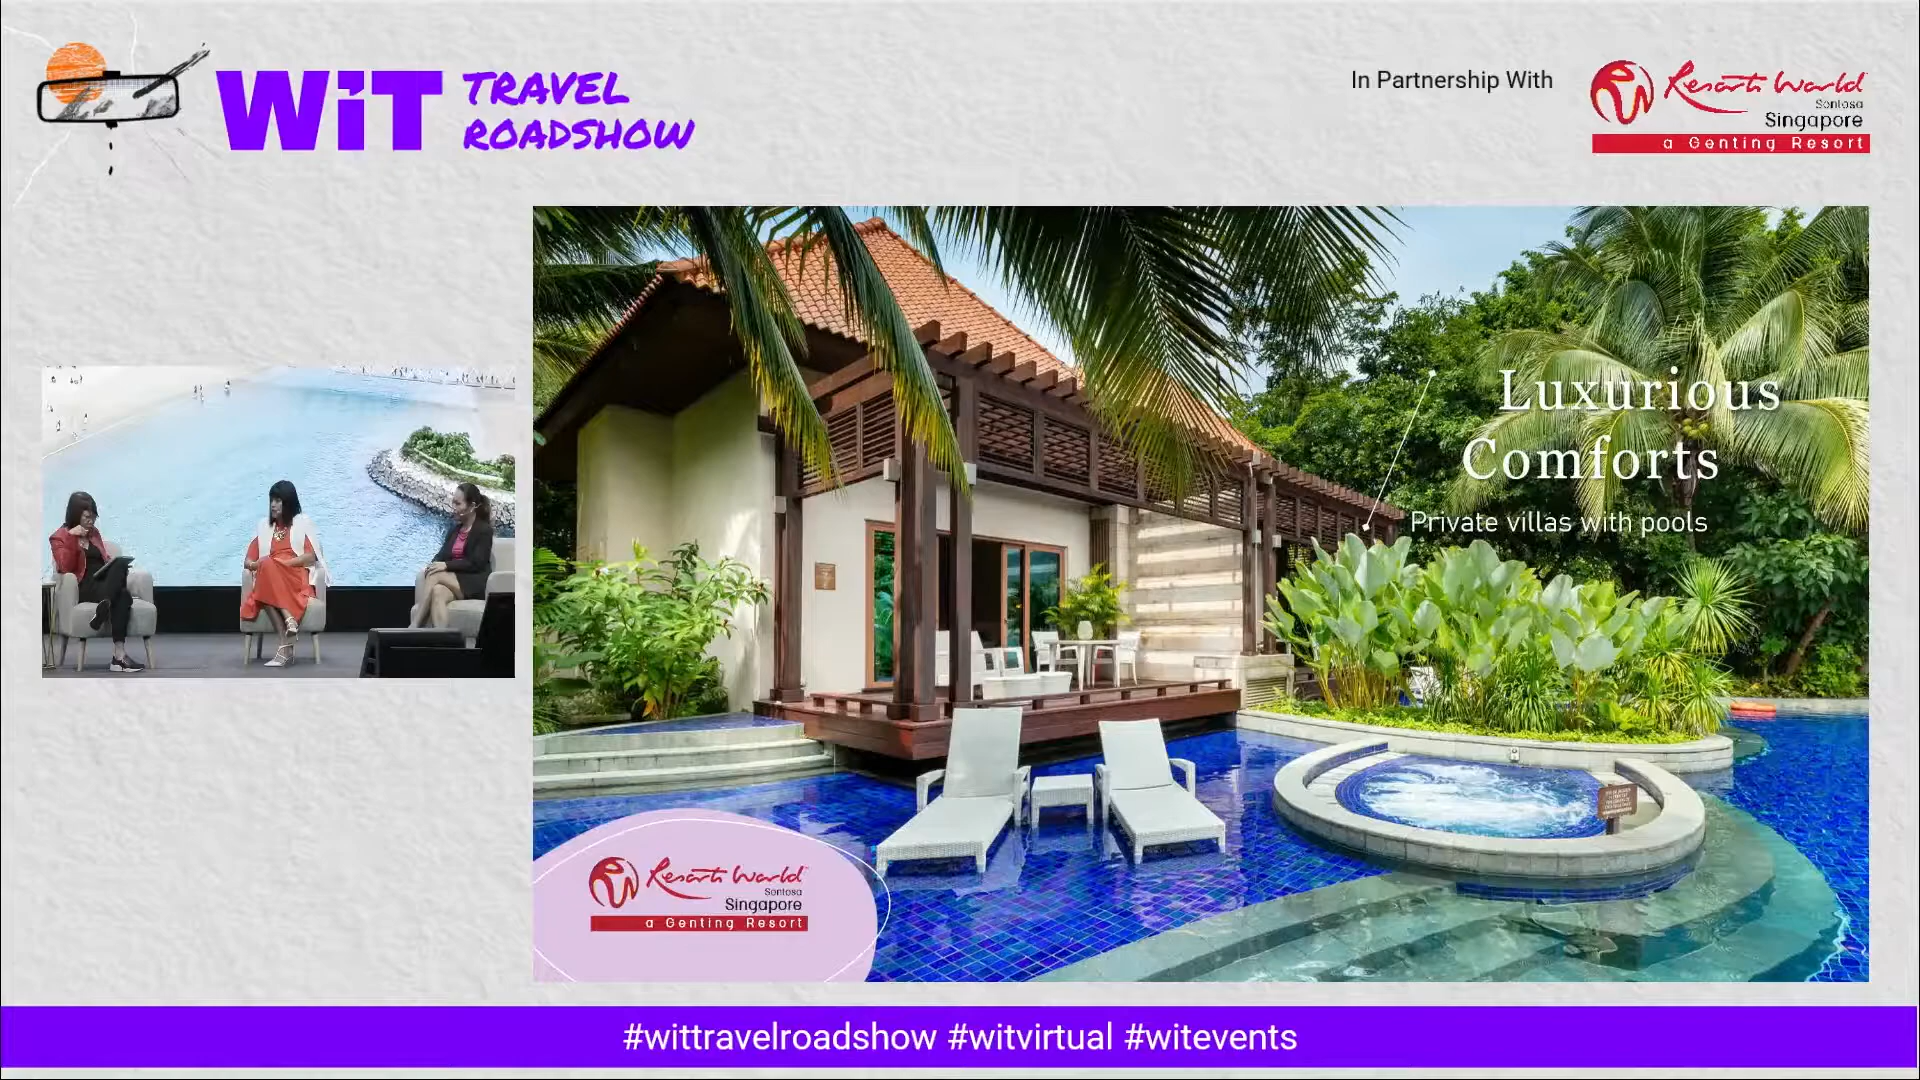 WiT TRAVEL
ROADSHOW
In Partnership With
Resorts World
Sentosa
Singapore
a Genting Resort
Luxurious
Comforts
Private villas with pools
Resorts World
Sentosa
Singapore
a Genting Resort
#wittravelroadshow #witvirtual #witevents